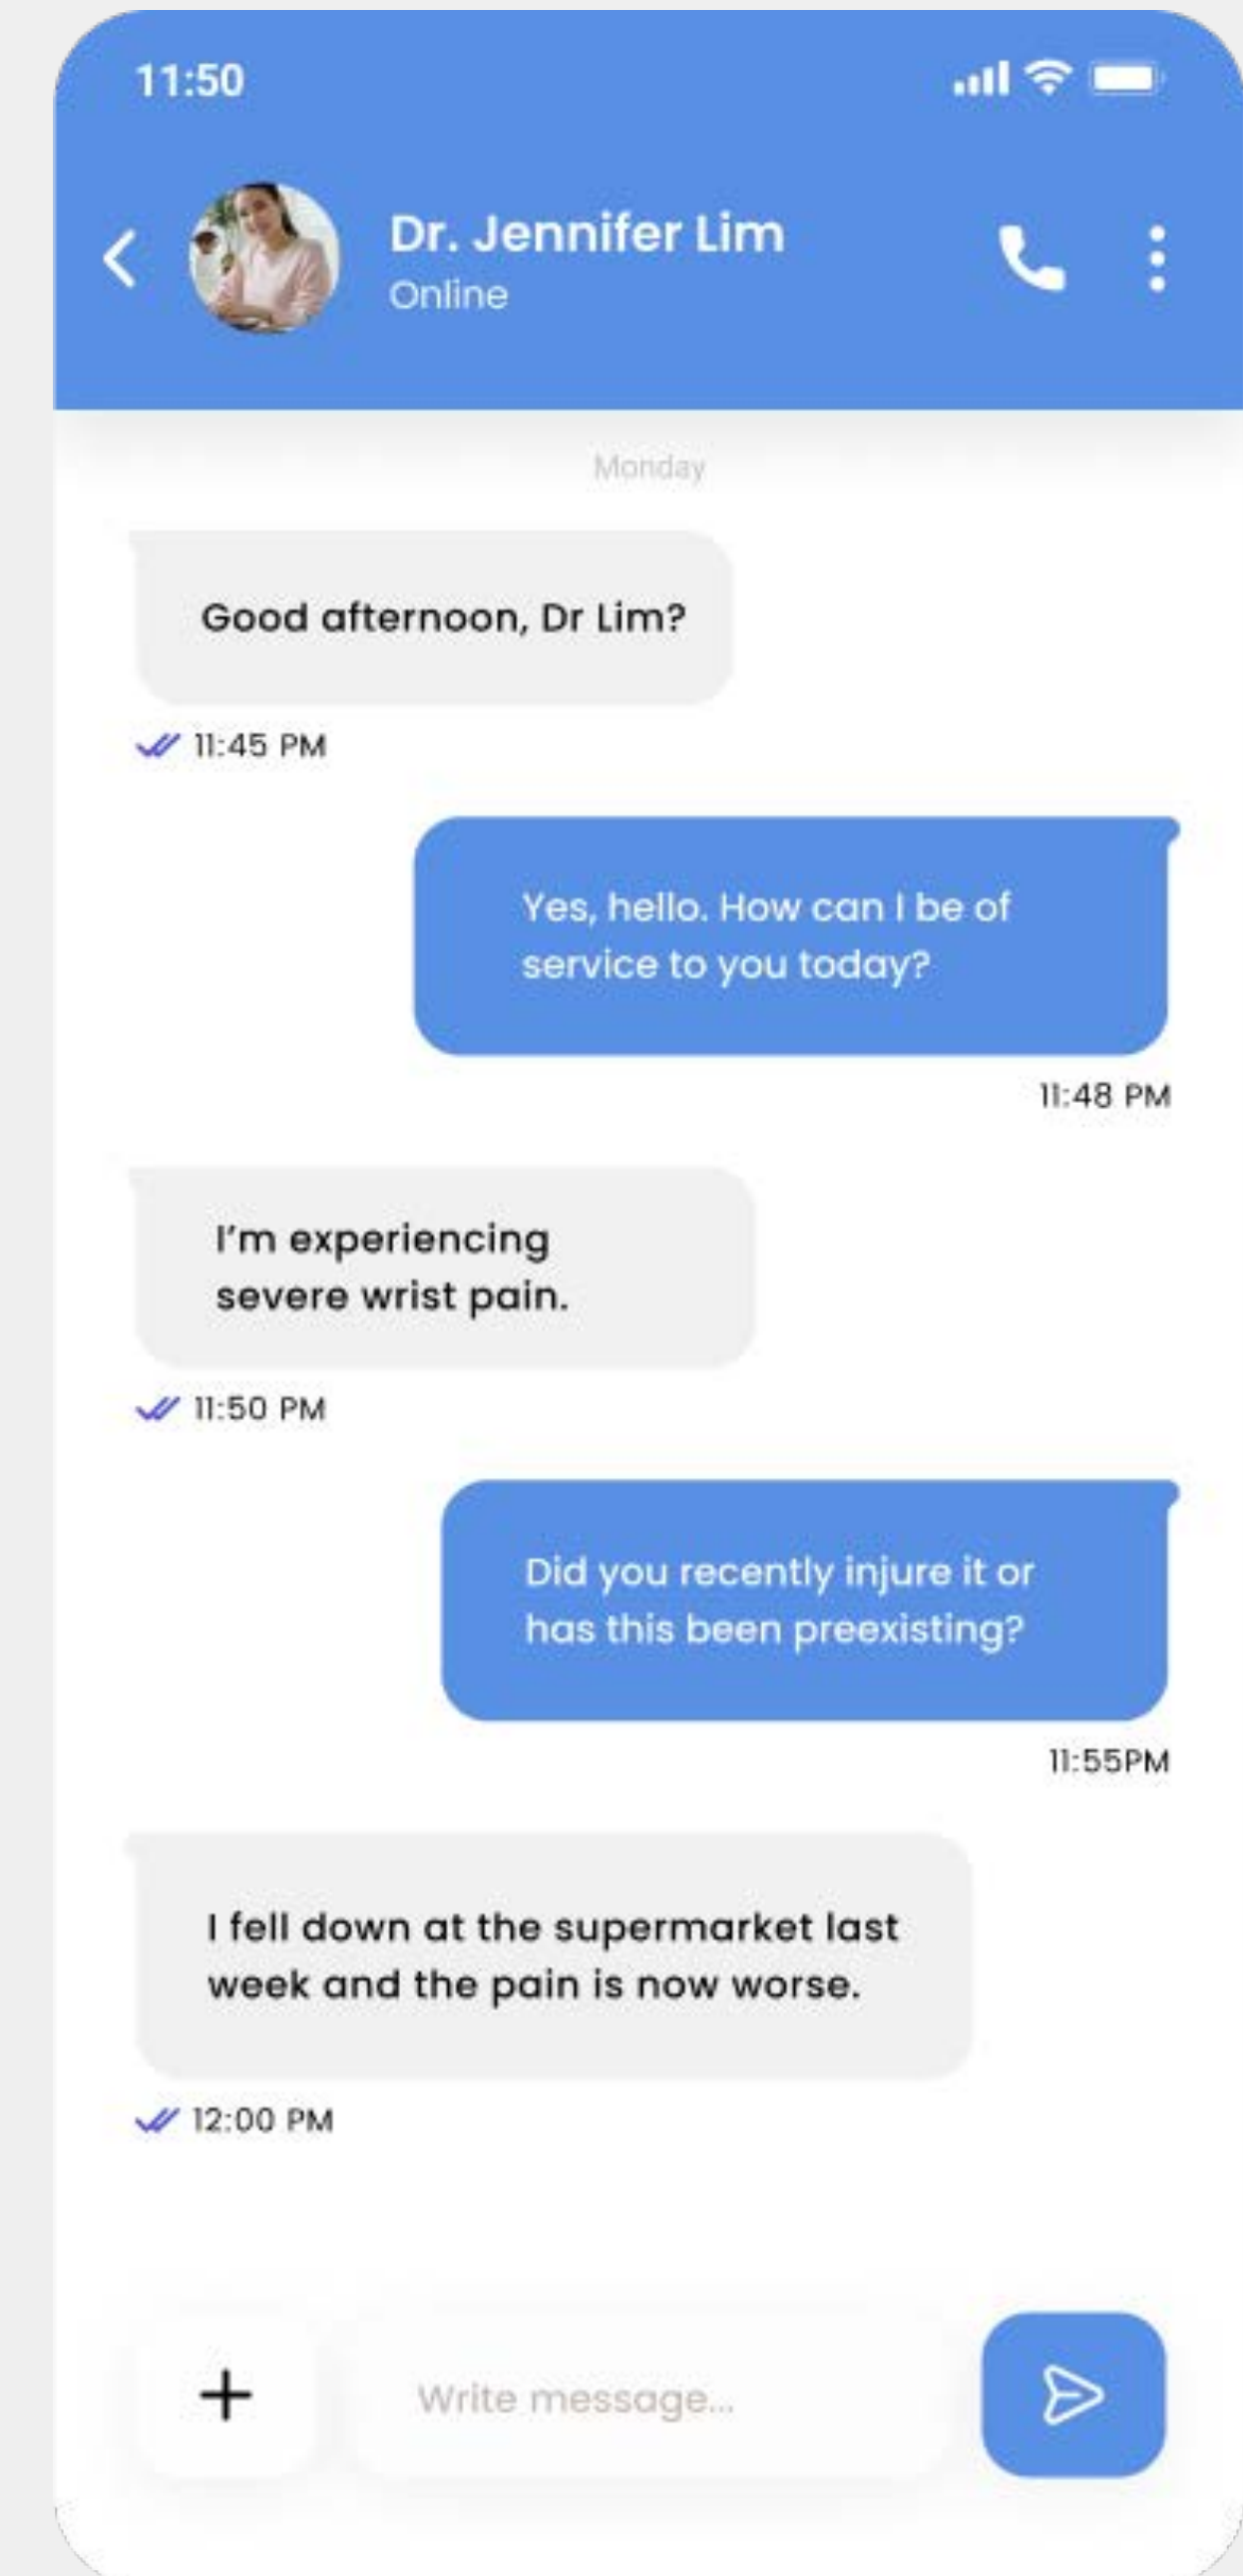 11:50
Dr. Jennifer Lim
Online
Monday
Good afternoon, Dr Lim?
11:45 PM
Yes, hello. How can I be of
service to you today?
11:48 PM
I'm experiencing
severe wrist pain.
11:50 PM
Did you recently injure it or
has this been preexisting?
11:55PM
I fell down at the supermarket last
week and the pain is now worse.
12:00 PM
Write message...